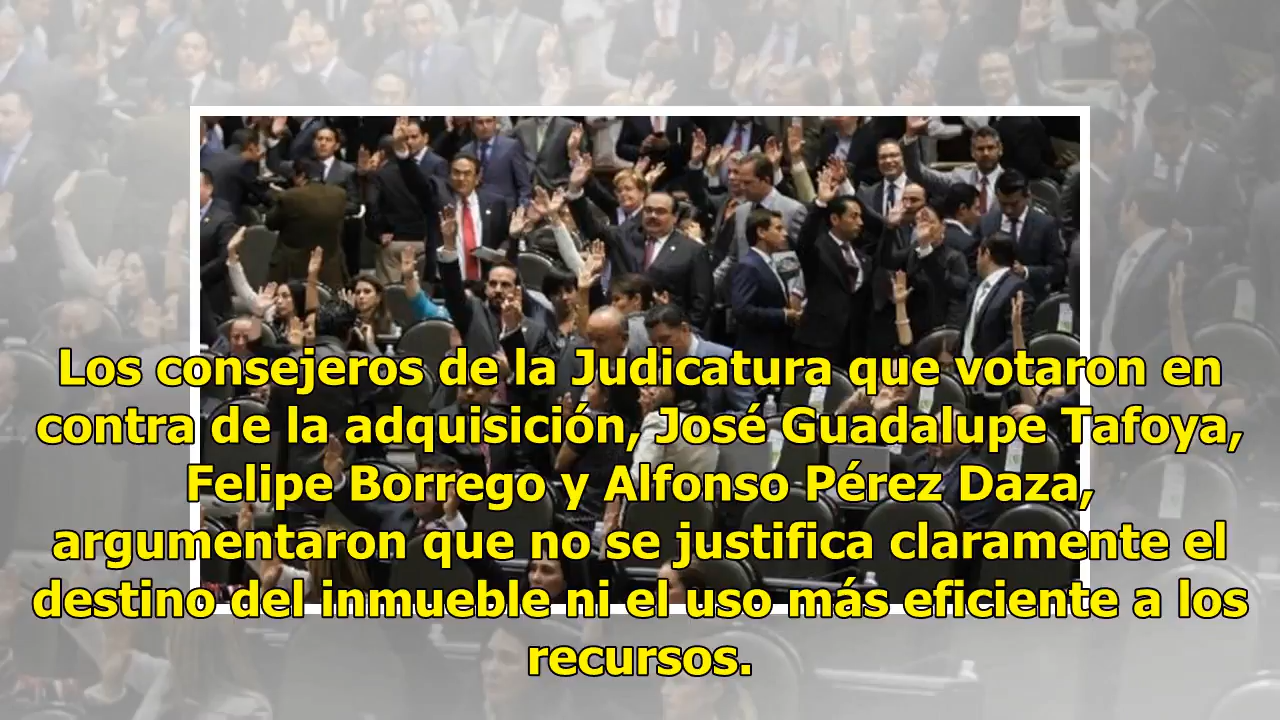 Los consejeros de la Judicatura que votaron en
contra de la adquisición, José Guadalupe Tafoya,
Felipe Borrego y Alfonso Pérez Daza,
argumentaron que no se justifica claramente el
destino del inmueble ni el uso más eficiente a los
recursos.